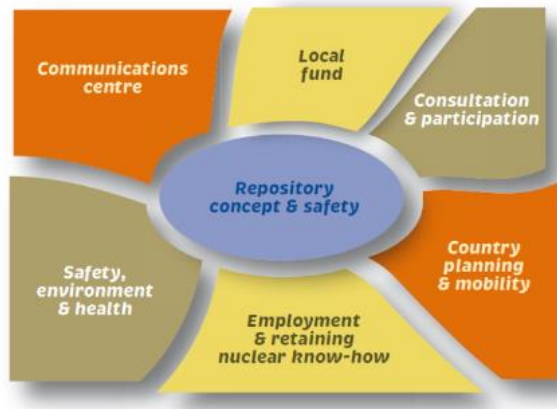 Communications
centre
Local
fund
Consultation
& participation
Repository
concept & safety
Safety,
environment
& health
Employment
& retaining
nuclear know-how
Country
planning
& mobility